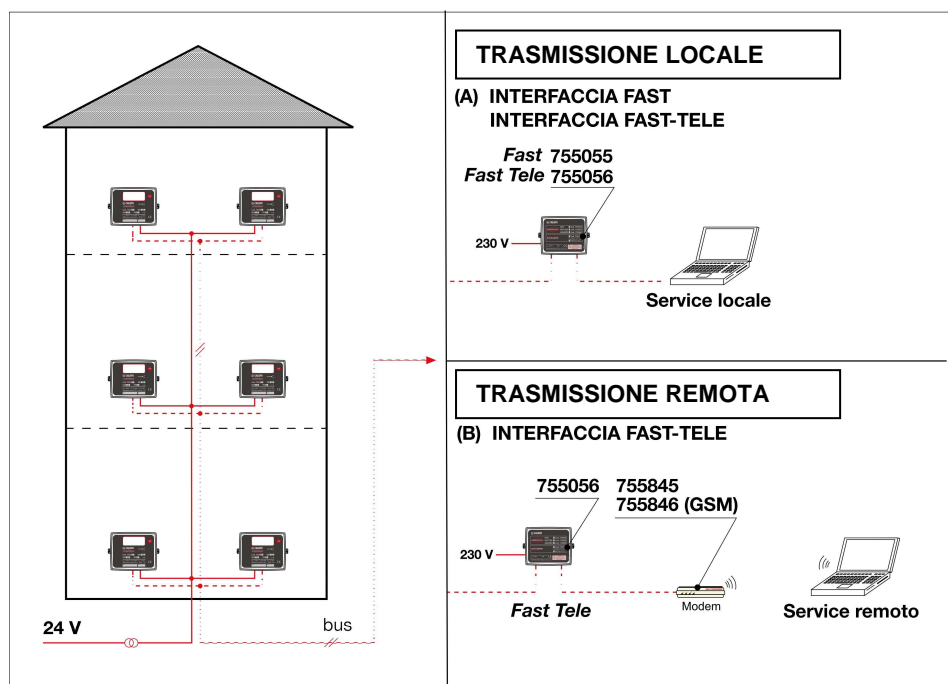 24 V
bus
TRASMISSIONE LOCALE
(A) INTERFACCIA FAST
INTERFACCIA FAST-TELE
Fast 755055
Fast Tele 755056
230 V
Service locale
TRASMISSIONE REMOTA
(B) INTERFACCIA FAST-TELE
755056 755845
755846 (GSM)
230 V
Fast Tele
Modem
Service remoto